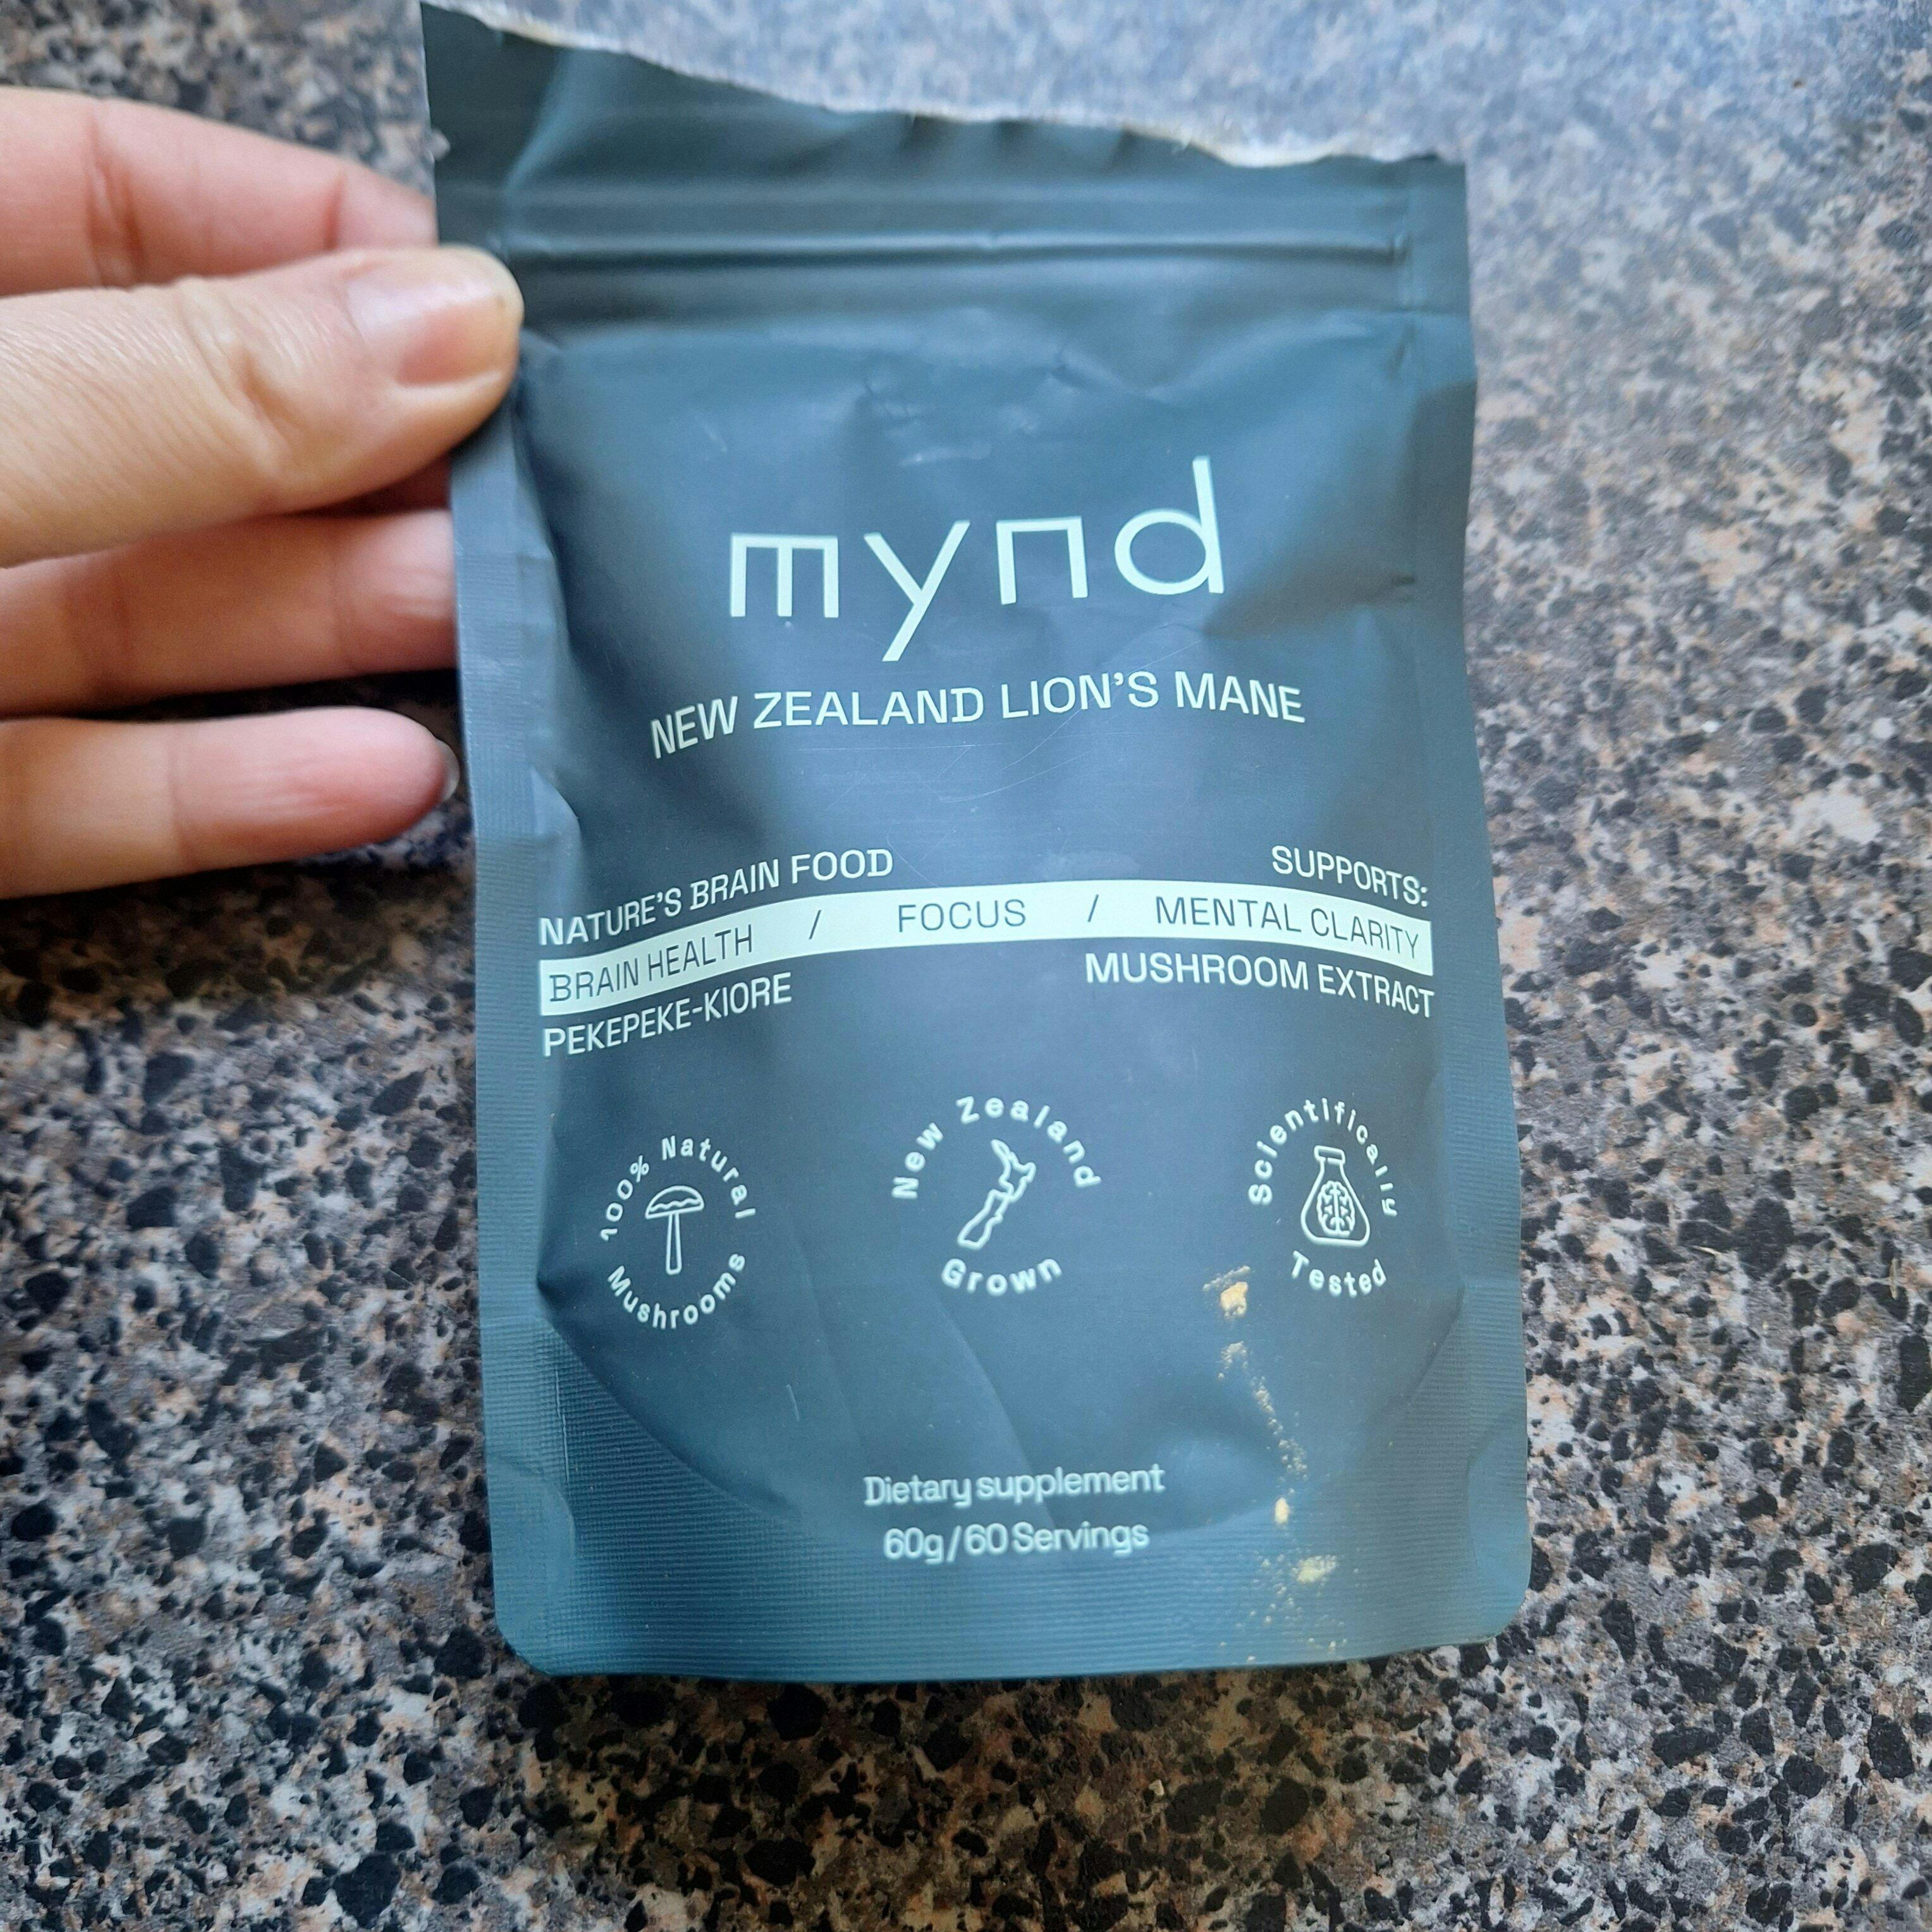 mynd
NEW ZEALAND LION'S MANE
NATURE'S BRAIN FOOD SUPPORTS:
BRAIN HEALTH / FOCUS / MENTAL CLARITY
PEKEPEKE-KIORE MUSHROOM EXTRACT
100% Natural Mushrooms
New Zealand Grown
Scientifically Tested
Dietary supplement
60g/60 Servings